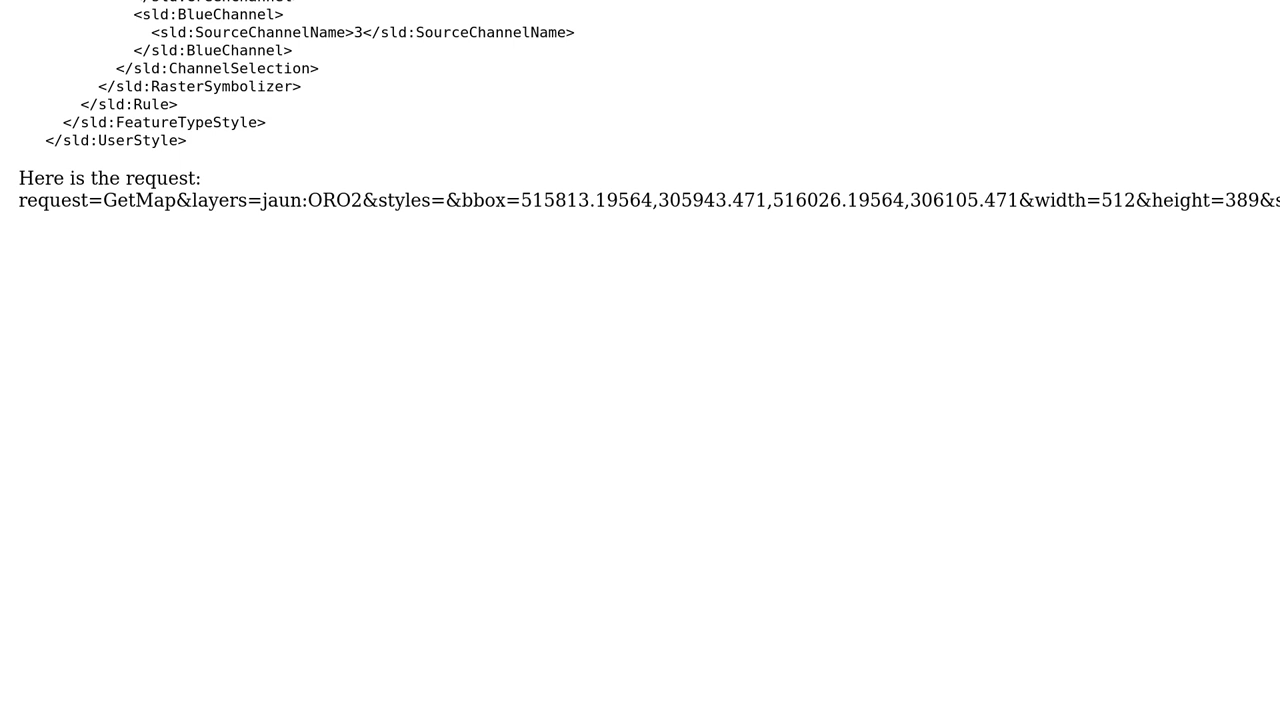 <sld:BlueChannel>
<sld:SourceChannelName>3</sld:SourceChannelName>
</sld:BlueChannel>
</sld:ChannelSelection>
</sld:RasterSymbolizer>
</sld:Rule>
</sld:FeatureTypeStyle>
</sld:UserStyle>
Here is the request:
request=GetMap&layers=jaun:ORO2&styles=&bbox=515813.19564,305943.471,516026.19564,306105.471&width=512&height=389&s